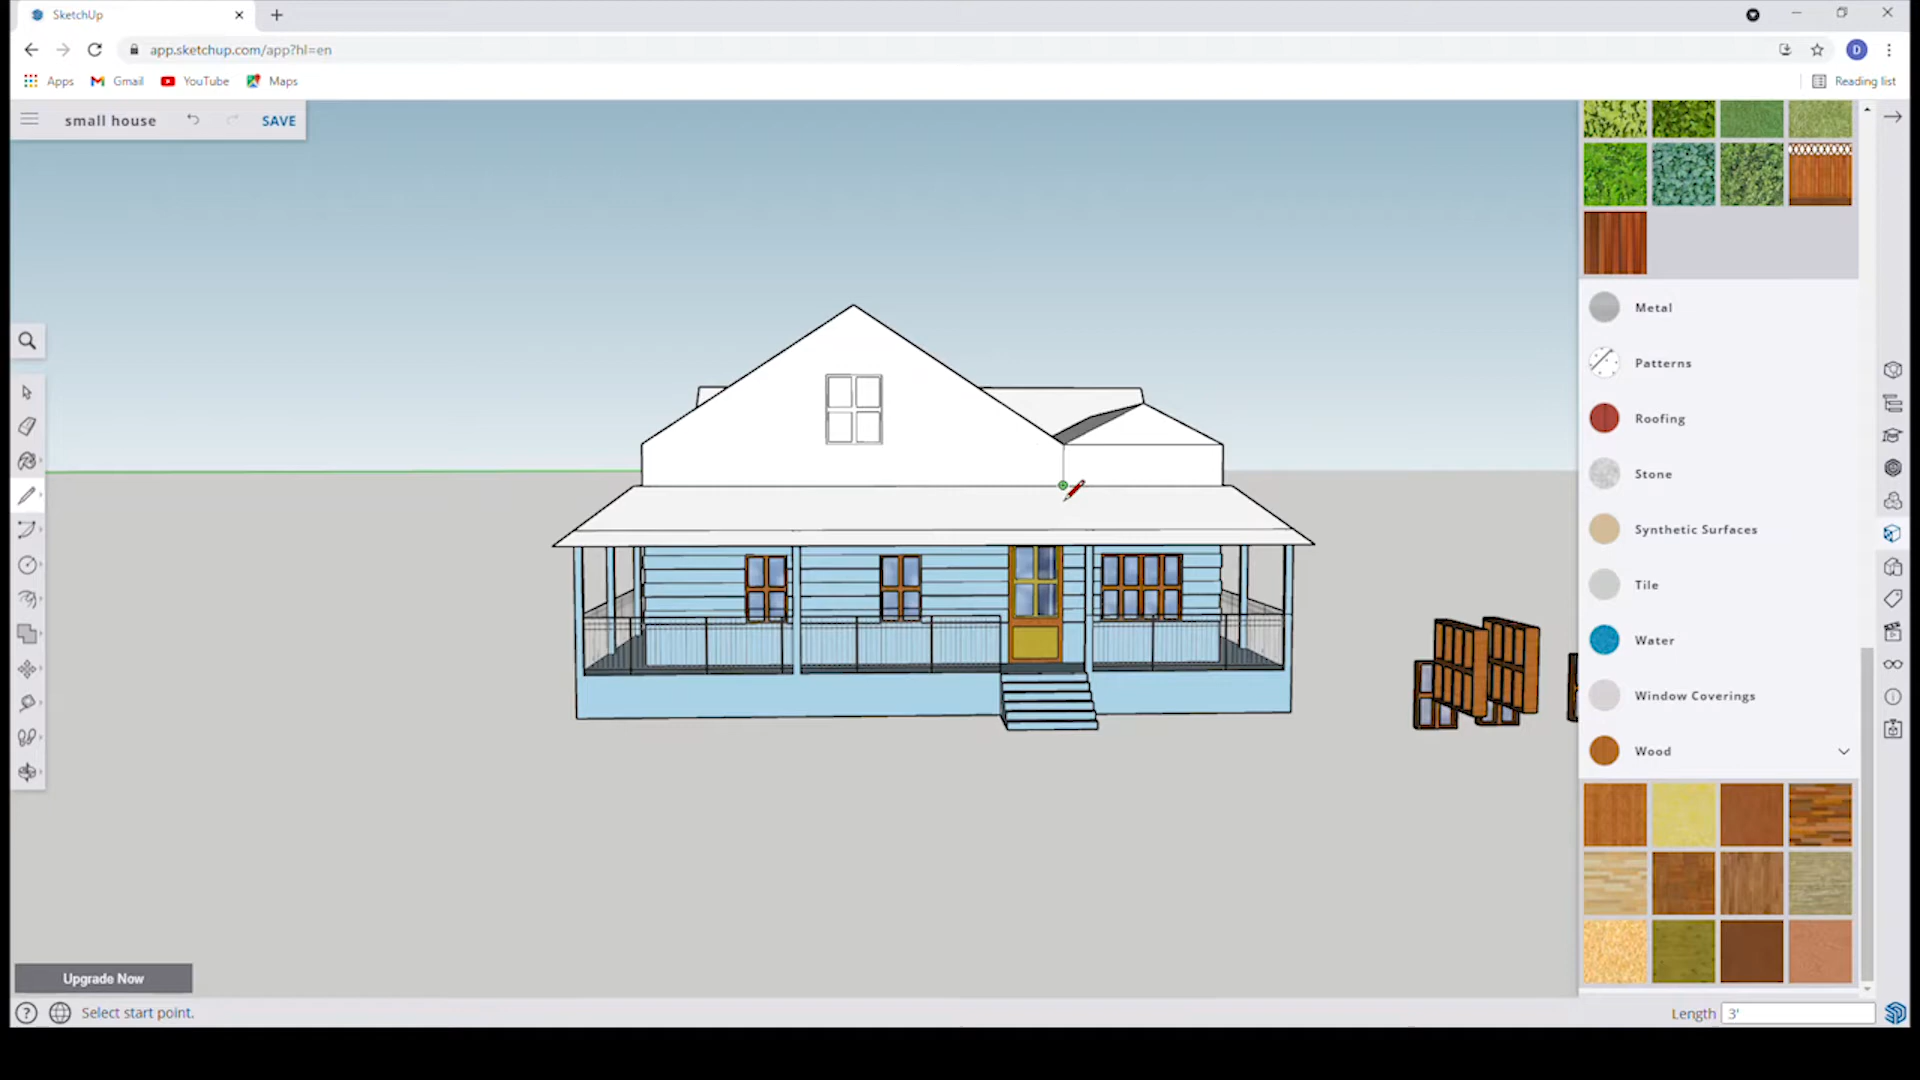 SketchUp
app.sketchup.com/app?hl=en
D
Apps
Gmail
YouTube
Maps
Reading list
small house
SAVE
Metal
Patterns
Roofing
Stone
Synthetic Surfaces
Tile
Water
Window Coverings
Wood
Upgrade Now
Select start point.
Length 3'